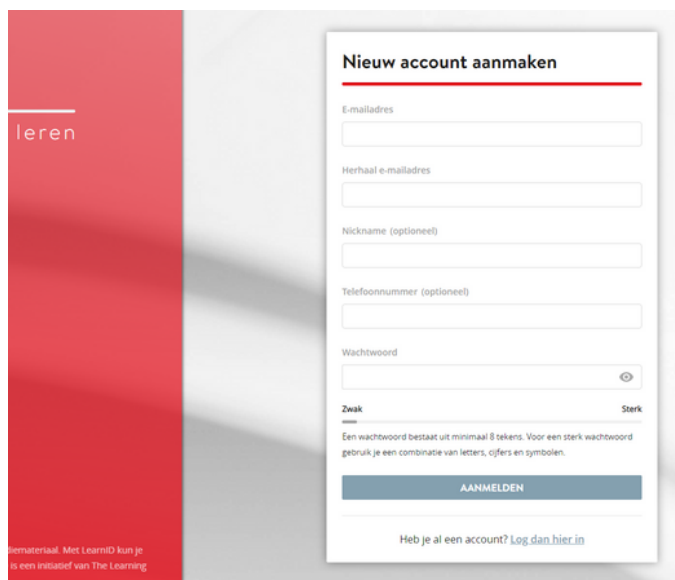 leren
diemateriaal. Met LearnID kun je
is een initiatief van The Learning
Nieuw account aanmaken
E-mailadres
Herhaal e-mailadres
Nickname (optioneel)
Telefoonnummer (optioneel)
Wachtwoord
Zwak Sterk
Een wachtwoord bestaat uit minimaal 8 tekens. Voor een sterk wachtwoord
gebruik je een combinatie van letters, cijfers en symbolen.
AANMELDEN
Heb je al een account? Log dan hier in